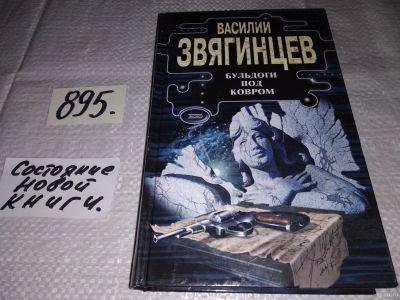 ВАСИЛИЙ
ЗВЯГИНЦЕВ
БУЛЬДОГИ
ПОД
КОВРОМ
895.
Состояние
Новой
книги.